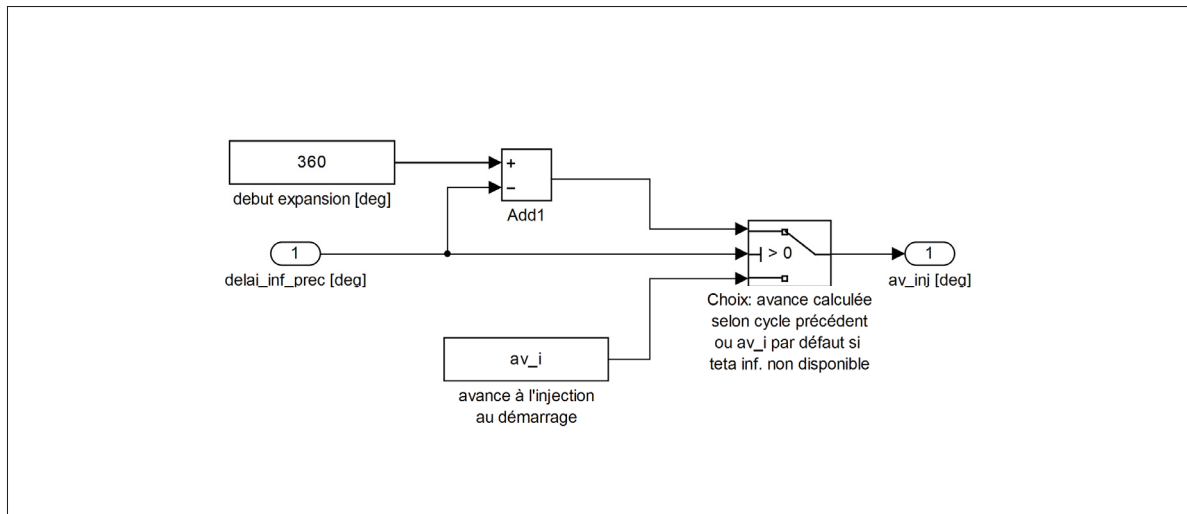 360
+
−
debut expansion [deg]
Add1
1
delai_inf_prec [deg]
> 0
1
av_inj [deg]
Choix: avance calculée
selon cycle précédent
ou av_i par défaut si
teta inf. non disponible
av_i
avance à l'injection
au démarrage